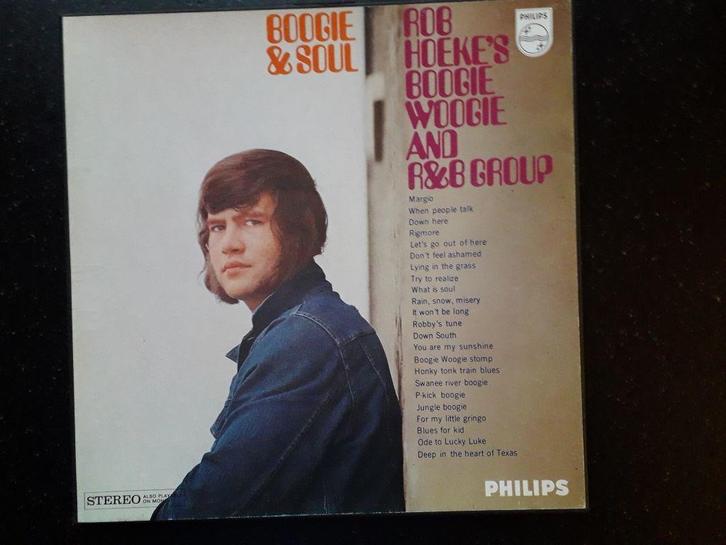 BOOGIE
& SOUL
ROB
HOEKE'S
BOOGIE
WOOGIE
AND
R&B GROUP
PHILIPS
Margio
When people talk
Down here
Rigmore
Let's go out of here
Don't feel ashamed
Lying in the grass
Try to realize
What is soul
Rain, snow, misery
It won't be long
Robby's tune
Down South
You are my sunshine
Boogie Woogie stomp
Honky tonk train blues
Swanee river boogie
P-kick boogie
Jungle boogie
For my little gringo
Blues for kid
Ode to Lucky Luke
Deep in the heart of Texas
STEREO
ALSO
ON
PHILIPS